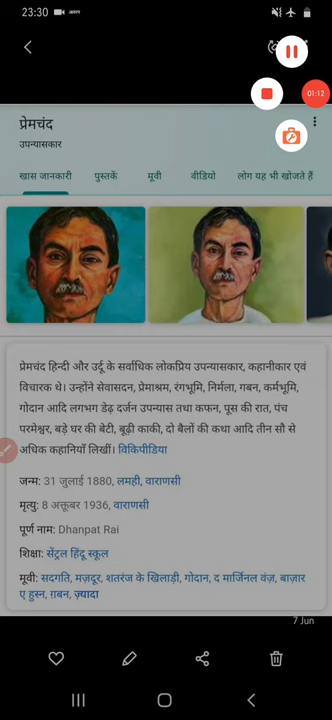 23:30
01:12
प्रेमचंद
उपन्यासकार
खास जानकारी पुस्तकें मूवी वीडियो लोग यह भी खोजते हैं
प्रेमचंद हिन्दी और उर्दू के सर्वाधिक लोकप्रिय उपन्यासकार, कहानीकार एवं
विचारक थे। उन्होंने सेवासदन, प्रेमाश्रम, रंगभूमि, निर्मला, गबन, कर्मभूमि,
गोदान आदि लगभग डेढ़ दर्जन उपन्यास तथा कफन, पूस की रात, पंच
परमेश्वर, बड़े घर की बेटी, बूढ़ी काकी, दो बैलों की कथा आदि तीन सौ से
अधिक कहानियाँ लिखीं। विकिपीडिया
जन्म: 31 जुलाई 1880, लमही, वाराणसी
मृत्यु: 8 अक्तूबर 1936, वाराणसी
पूर्ण नाम: Dhanpat Rai
शिक्षा: सेंट्रल हिंदू स्कूल
मूवी: सदगति, मज़दूर, शतरंज के खिलाड़ी, गोदान, द मार्जिनल वंज़, बाज़ार
ए हुस्न, ग़बन, ज़्यादा
7 Jun